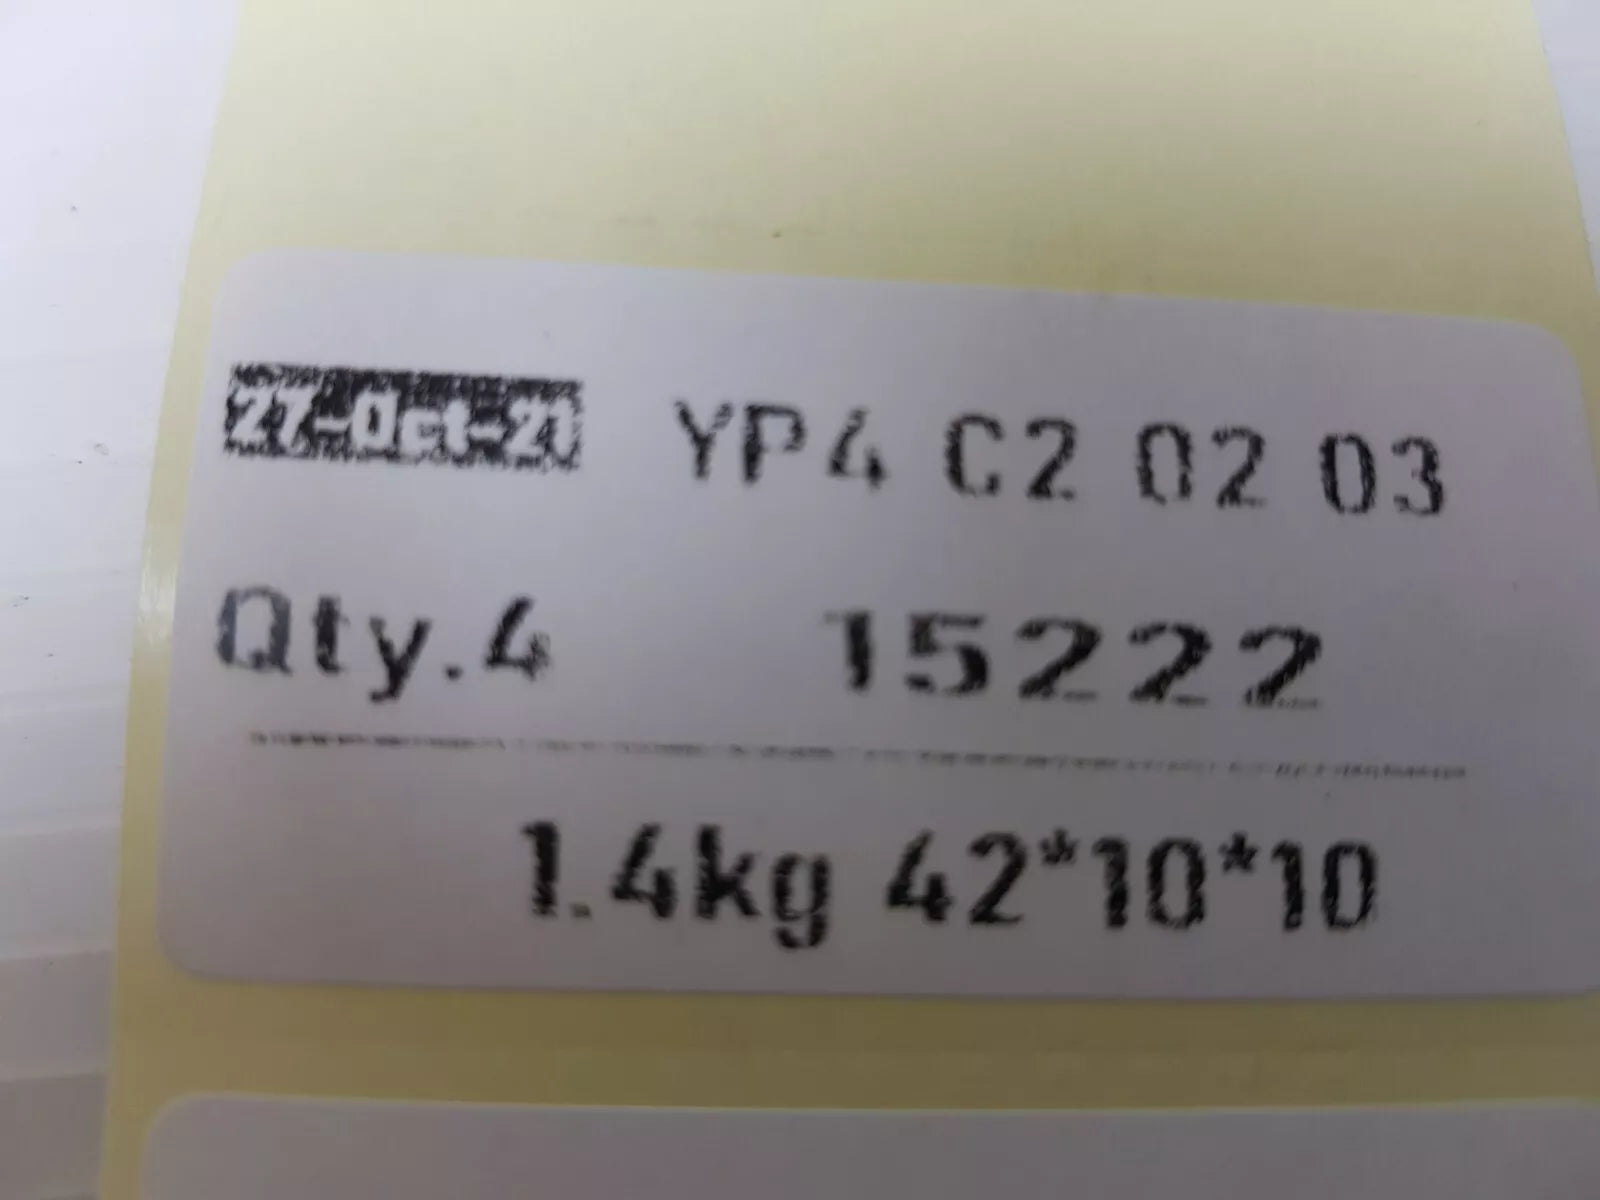 27-Oct-21 YP4 C2 02 03
Qty.4 15222
1.4kg 42*10*10